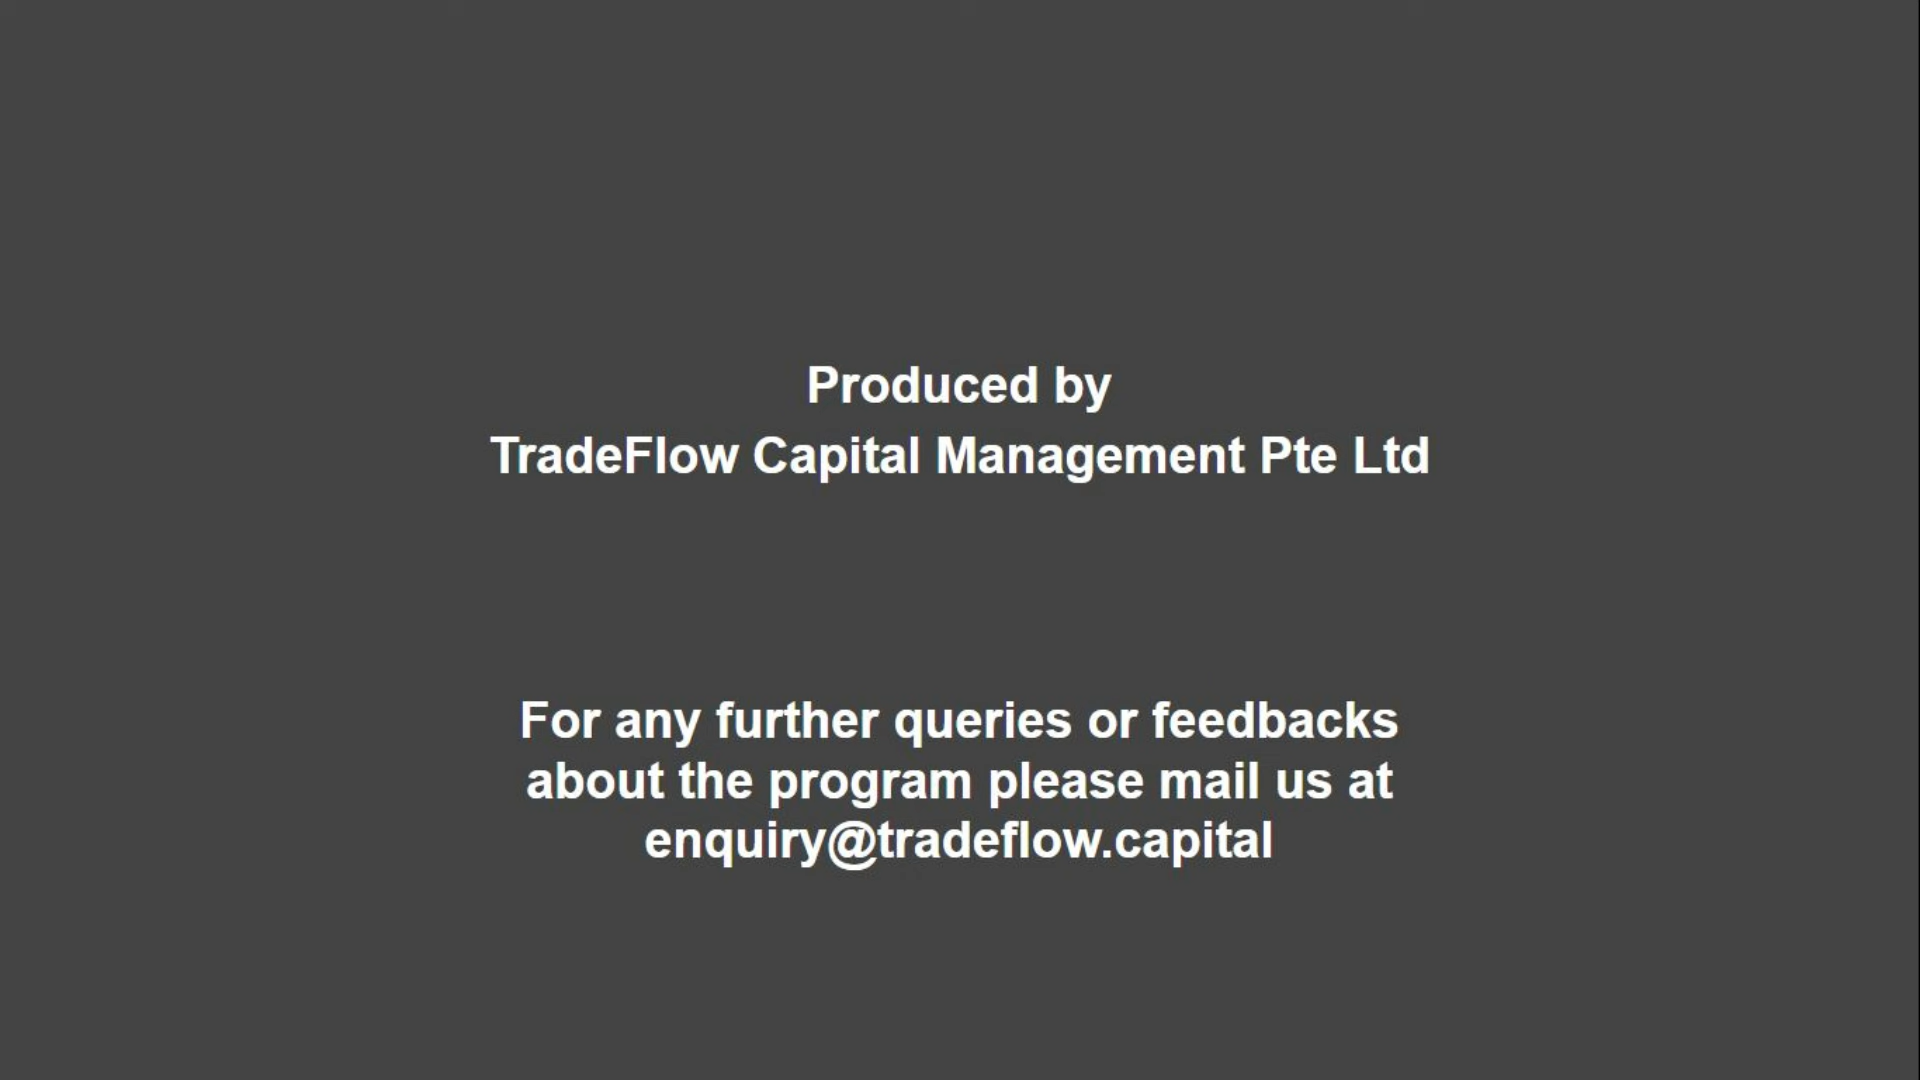 Produced by
TradeFlow Capital Management Pte Ltd
For any further queries or feedbacks
about the program please mail us at
enquiry@tradeflow.capital